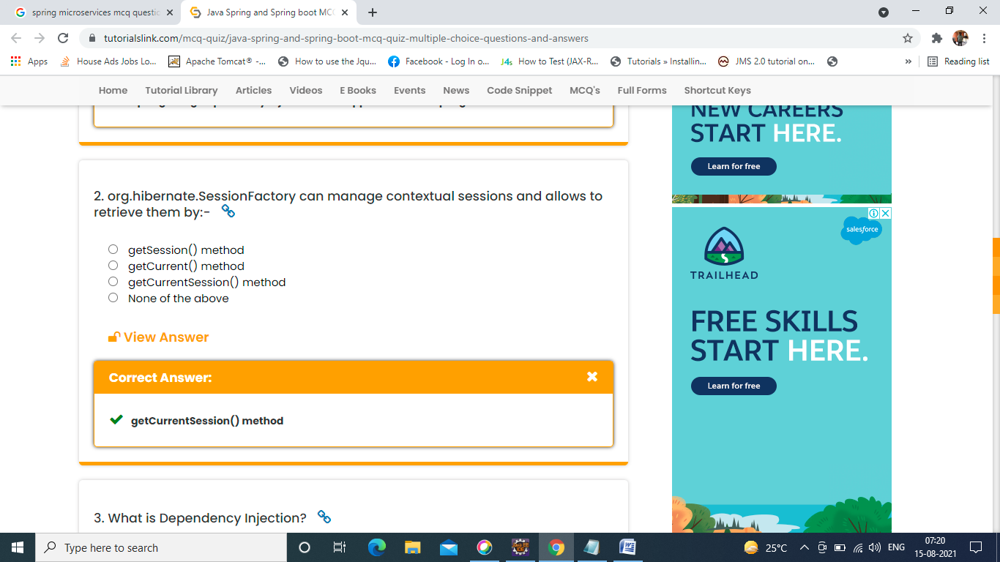 spring microservices mcq questic
Java Spring and Spring boot MC
tutorialslink.com/mcq-quiz/java-spring-and-spring-boot-mcq-quiz-multiple-choice-questions-and-answers
Apps
House Ads Jobs Lo...
Apache Tomcat® -...
How to use the Jqu...
Facebook - Log In o...
J4s How to Test (JAX-R...
Tutorials » Installin...
JMS 2.0 tutorial on...
»
Reading list
Home Tutorial Library Articles Videos E Books Events News Code Snippet MCQ's Full Forms Shortcut Keys
NEW CAREERS
START HERE.
Learn for free
2. org.hibernate.SessionFactory can manage contextual sessions and allows to
retrieve them by:-
getSession() method
getCurrent() method
getCurrentSession() method
None of the above
View Answer
Correct Answer:
getCurrentSession() method
3. What is Dependency Injection?
salesforce
TRAILHEAD
FREE SKILLS
START HERE.
Learn for free
Type here to search
JAVA EE
IDE
25°C
ENG
07:20
15-08-2021